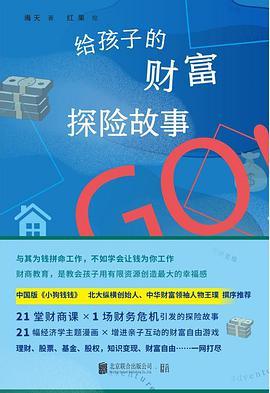 海天 著 红果 绘
给孩子的
财富
探险故事
GO!
与其为钱拼命工作，不如学会让钱为你工作
财商教育，是教会孩子用有限资源创造最大的幸福感
中国版《小狗钱钱》 北大纵横创始人、中华财富领袖人物王璞 撰序推荐
21 堂财商课 × 1 场财务危机引发的探险故事
21 幅经济学主题漫画 × 增进亲子互动的财富自由游戏
理财、股票、基金、股权，知识变现、财富自由……一网打尽
北京联合出版公司